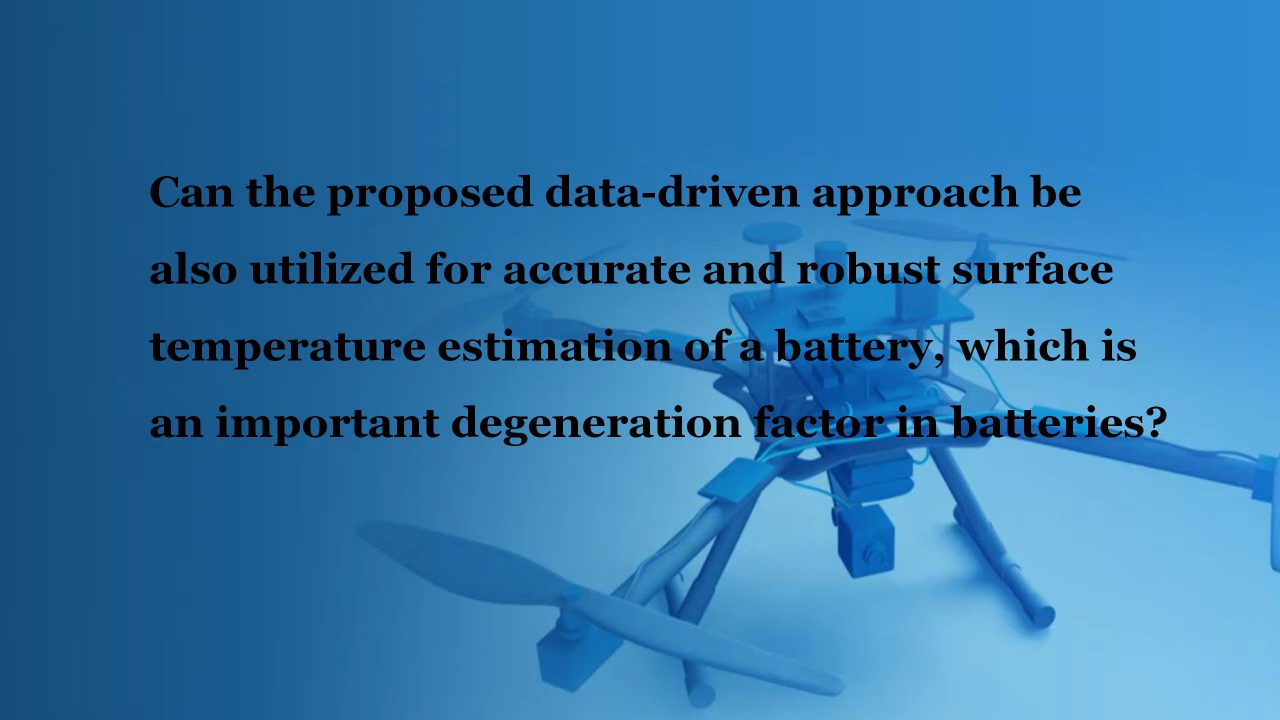 Can the proposed data-driven approach be
also utilized for accurate and robust surface
temperature estimation of a battery, which is
an important degeneration factor in batteries?